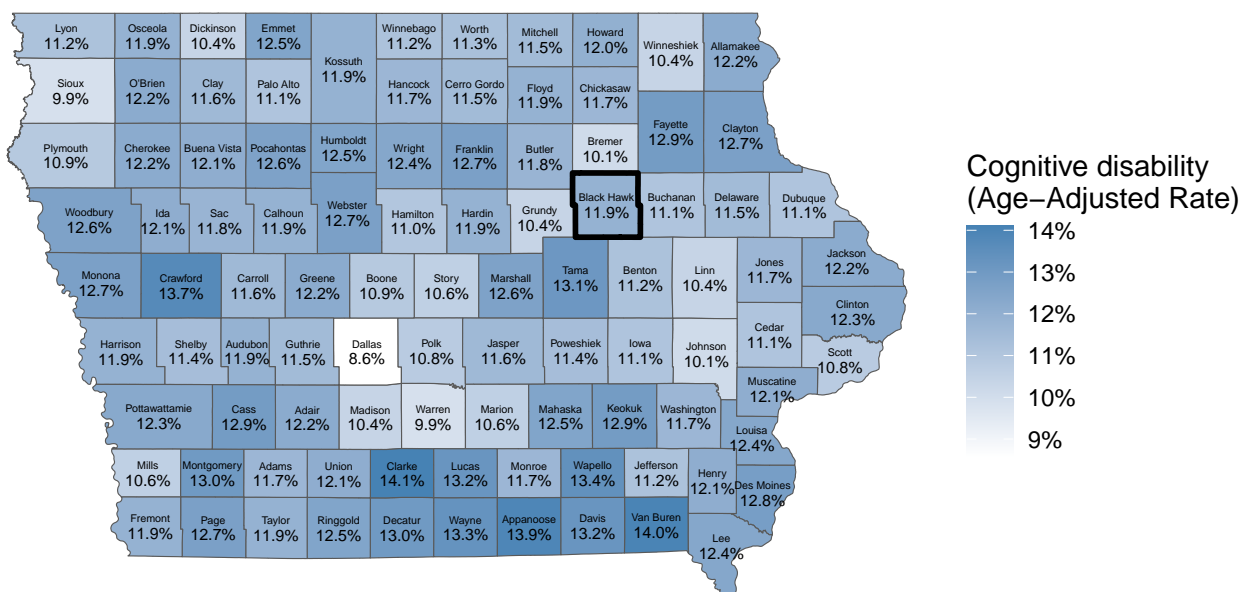 Lyon
11.2%
Osceola
11.9%
Dickinson
10.4%
Emmet
12.5%
Kossuth
11.9%
Winnebago
11.2%
Worth
11.3%
Mitchell
11.5%
Howard
12.0%
Winneshiek
10.4%
Allamakee
12.2%
Sioux
9.9%
O'Brien
12.2%
Clay
11.6%
Palo Alto
11.1%
Hancock
11.7%
Cerro Gordo
11.5%
Floyd
11.9%
Chickasaw
11.7%
Fayette
12.9%
Clayton
12.7%
Plymouth
10.9%
Cherokee
12.2%
Buena Vista
12.1%
Pocahontas
12.6%
Humboldt
12.5%
Wright
12.4%
Franklin
12.7%
Butler
11.8%
Bremer
10.1%
Woodbury
12.6%
Ida
12.1%
Sac
11.8%
Calhoun
11.9%
Webster
12.7%
Hamilton
11.0%
Hardin
11.9%
Grundy
10.4%
Black Hawk
11.9%
Buchanan
11.1%
Delaware
11.5%
Dubuque
11.1%
Monona
12.7%
Crawford
13.7%
Carroll
11.6%
Greene
12.2%
Boone
10.9%
Story
10.6%
Marshall
12.6%
Tama
13.1%
Benton
11.2%
Linn
10.4%
Jones
11.7%
Jackson
12.2%
Clinton
12.3%
Harrison
11.9%
Shelby
11.4%
Audubon
11.9%
Guthrie
11.5%
Dallas
8.6%
Polk
10.8%
Jasper
11.6%
Poweshiek
11.4%
Iowa
11.1%
Johnson
10.1%
Cedar
11.1%
Scott
10.8%
Muscatine
12.1%
Pottawattamie
12.3%
Cass
12.9%
Adair
12.2%
Madison
10.4%
Warren
9.9%
Marion
10.6%
Mahaska
12.5%
Keokuk
12.9%
Washington
11.7%
Louisa
12.4%
Mills
10.6%
Montgomery
13.0%
Adams
11.7%
Union
12.1%
Clarke
14.1%
Lucas
13.2%
Monroe
11.7%
Wapello
13.4%
Jefferson
11.2%
Henry
12.1%
Des Moines
12.8%
Fremont
11.9%
Page
12.7%
Taylor
11.9%
Ringgold
12.5%
Decatur
13.0%
Wayne
13.3%
Appanoose
13.9%
Davis
13.2%
Van Buren
14.0%
Lee
12.4%
Cognitive disability
(Age−Adjusted Rate)
14%
13%
12%
11%
10%
9%